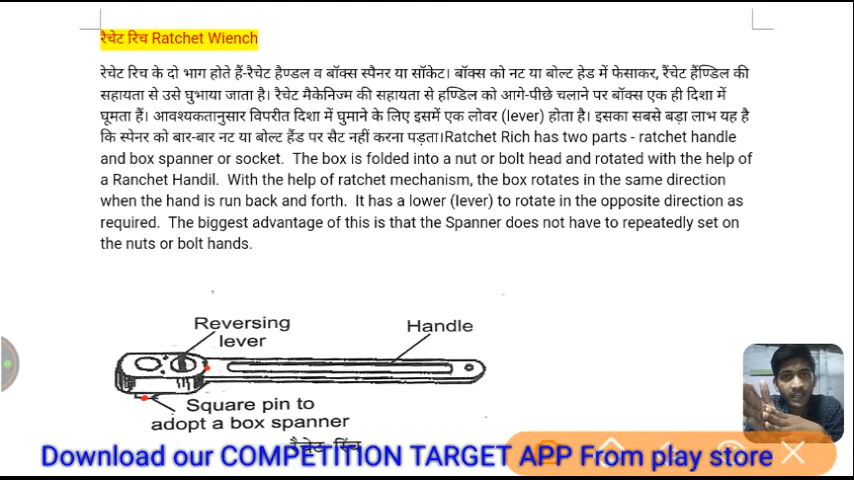 रैचेट रिच Ratchet Wiench
रेचेट रिच के दो भाग होते हैं-रैचेट हैण्डल व बॉक्स स्पैनर या सॉकेट। बॉक्स को नट या बोल्ट हेड में फेसाकर, रैंचेट हैंण्डिल की
सहायता से उसे घुभाया जाता है। रैचेट मैकेनिज्म की सहायता से हण्डिल को आगे-पीछे चलाने पर बॉक्स एक ही दिशा में
घूमता हैं। आवश्यकतानुसार विपरीत दिशा में घुमाने के लिए इसमें एक लोवर (lever) होता है। इसका सबसे बड़ा लाभ यह है
कि स्पेनर को बार-बार नट या बोल्ट हैंड पर सैट नहीं करना पड़ता।Ratchet Rich has two parts - ratchet handle
and box spanner or socket. The box is folded into a nut or bolt head and rotated with the help of
a Ranchet Handil. With the help of ratchet mechanism, the box rotates in the same direction
when the hand is run back and forth. It has a lower (lever) to rotate in the opposite direction as
required. The biggest advantage of this is that the Spanner does not have to repeatedly set on
the nuts or bolt hands.
Reversing
lever
Handle
Square pin to
adopt a box spanner
रैचेट रिंच
Download our COMPETITION TARGET APP From play store